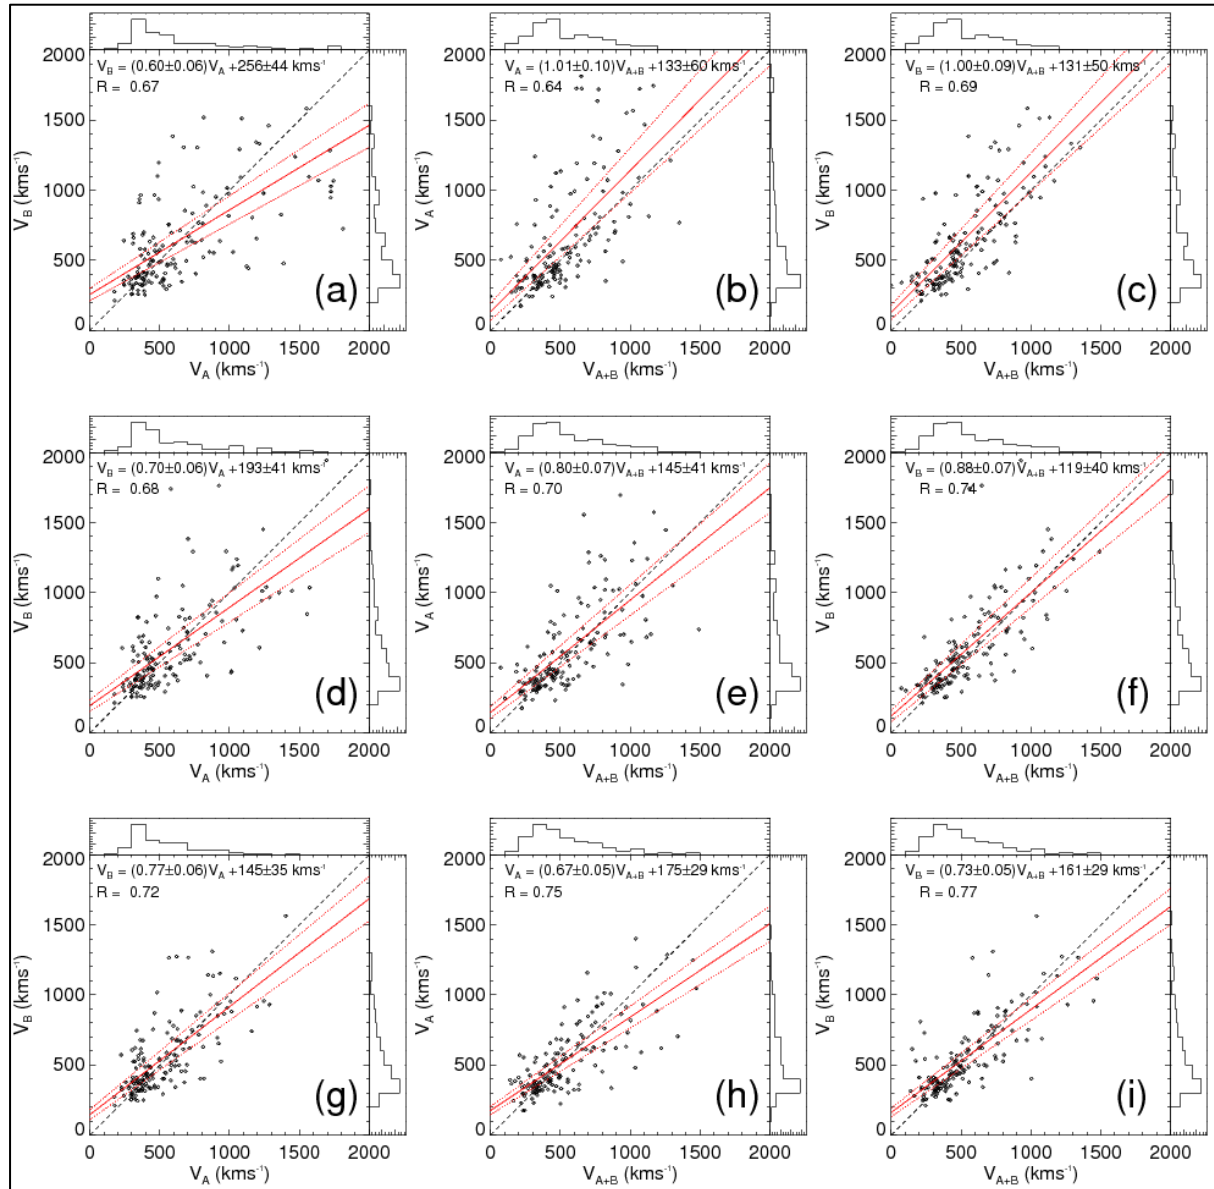 2000
V_B = (0.60±0.06)V_A +256±44 kms⁻¹
R = 0.67
1500
1000
500
0
V_B (kms⁻¹)
(a)
0 500 1000 1500 2000
V_A (kms⁻¹)
2000
V_A = (1.01±0.10)V_A+B +133±60 kms⁻¹
R = 0.64
1500
1000
500
0
V_A (kms⁻¹)
(b)
0 500 1000 1500 2000
V_A+B (kms⁻¹)
2000
V_B = (1.00±0.09)V_A+B +131±50 kms⁻¹
R = 0.69
1500
1000
500
0
V_B (kms⁻¹)
(c)
0 500 1000 1500 2000
V_A+B (kms⁻¹)
2000
V_B = (0.70±0.06)V_A +193±41 kms⁻¹
R = 0.68
1500
1000
500
0
V_B (kms⁻¹)
(d)
0 500 1000 1500 2000
V_A (kms⁻¹)
2000
V_A = (0.80±0.07)V_A+B +145±41 kms⁻¹
R = 0.70
1500
1000
500
0
V_A (kms⁻¹)
(e)
0 500 1000 1500 2000
V_A+B (kms⁻¹)
2000
V_B = (0.88±0.07)V_A+B +119±40 kms⁻¹
R = 0.74
1500
1000
500
0
V_B (kms⁻¹)
(f)
0 500 1000 1500 2000
V_A+B (kms⁻¹)
2000
V_B = (0.77±0.06)V_A +145±35 kms⁻¹
R = 0.72
1500
1000
500
0
V_B (kms⁻¹)
(g)
0 500 1000 1500 2000
V_A (kms⁻¹)
2000
V_A = (0.67±0.05)V_A+B +175±29 kms⁻¹
R = 0.75
1500
1000
500
0
V_A (kms⁻¹)
(h)
0 500 1000 1500 2000
V_A+B (kms⁻¹)
2000
V_B = (0.73±0.05)V_A+B +161±29 kms⁻¹
R = 0.77
1500
1000
500
0
V_B (kms⁻¹)
(i)
0 500 1000 1500 2000
V_A+B (kms⁻¹)